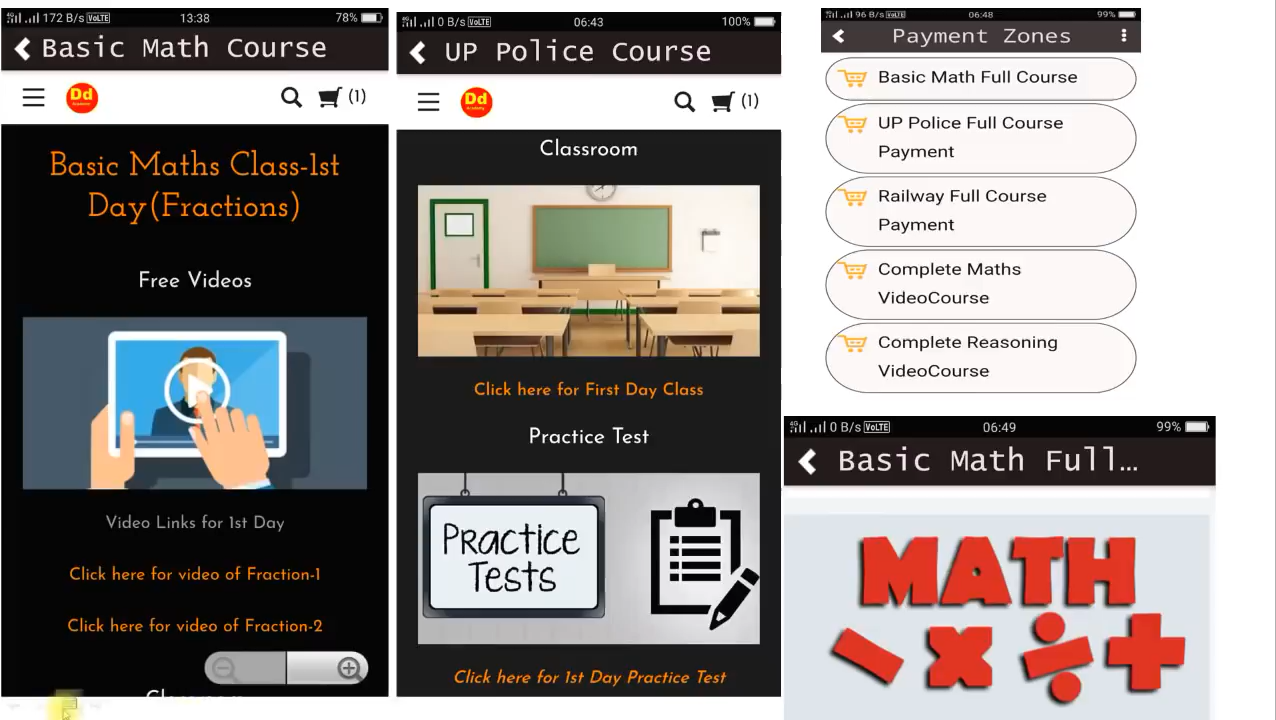 172 B/s VoLTE 13:38 78%
Basic Math Course
Dd
(1)
Basic Maths Class-1st
Day(Fractions)
Free Videos
Video Links for 1st Day
Click here for video of Fraction-1
Click here for video of Fraction-2
4G 0 B/s VoLTE 06:43 100%
UP Police Course
Dd
(1)
Classroom
Click here for First Day Class
Practice Test
PRACTICE
TESTS
Click here for 1st Day Practice Test
96 B/s VoLTE 06:48 99%
Payment Zones
Basic Math Full Course
UP Police Full Course
Payment
Railway Full Course
Payment
Complete Maths
VideoCourse
Complete Reasoning
VideoCourse
4G 0 B/s VoLTE 06:49 99%
Basic Math Full...
MATH
- x ÷ +